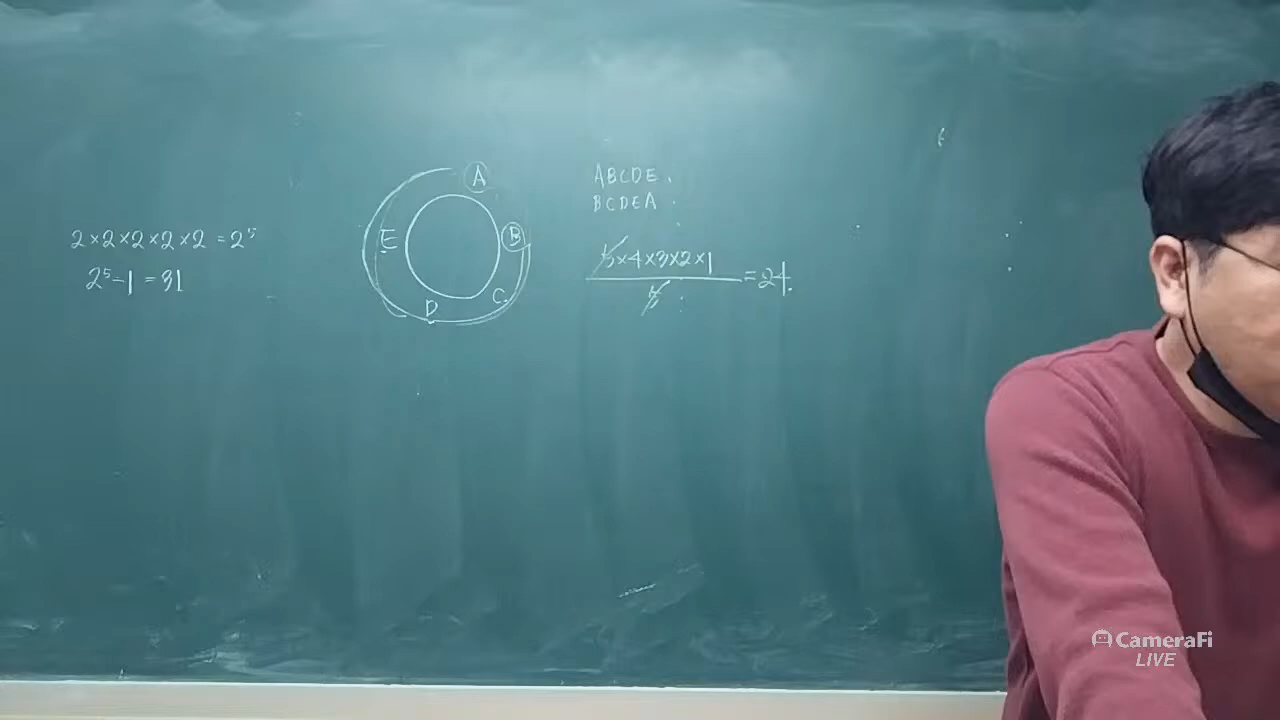 2×2×2×2×2 = 2⁵
2⁵-1 = 31
A
B
C
D
E
ABCDE
BCDEA
5×4×3×2×1
5
=24
CameraFi
LIVE